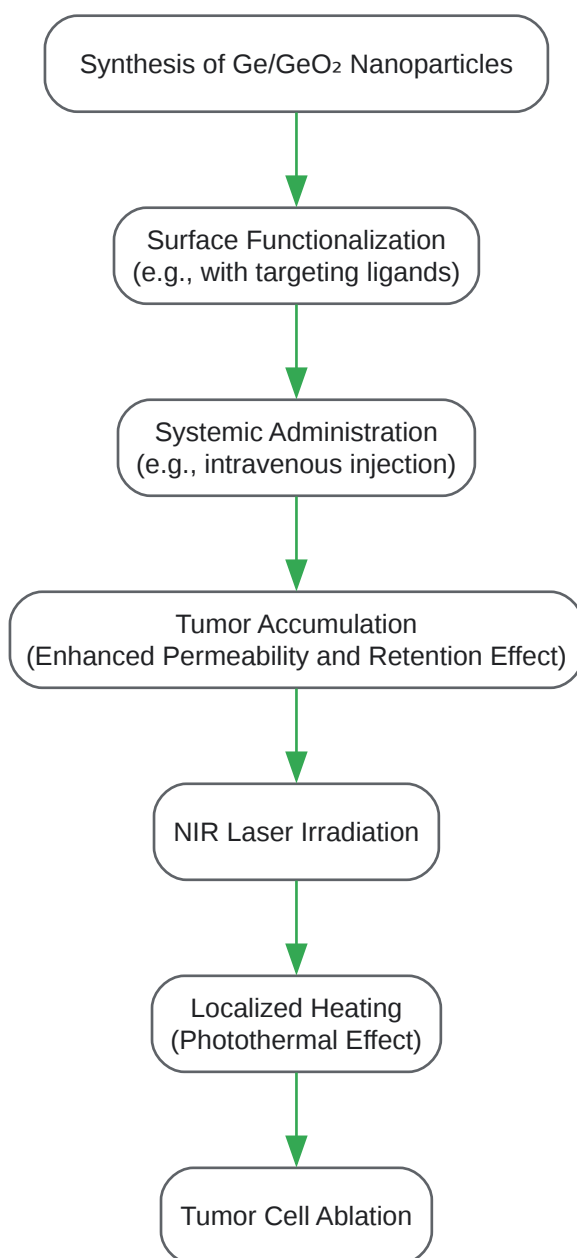 Synthesis of Ge/GeO₂ Nanoparticles
Surface Functionalization
(e.g., with targeting ligands)
Systemic Administration
(e.g., intravenous injection)
Tumor Accumulation
(Enhanced Permeability and Retention Effect)
NIR Laser Irradiation
Localized Heating
(Photothermal Effect)
Tumor Cell Ablation